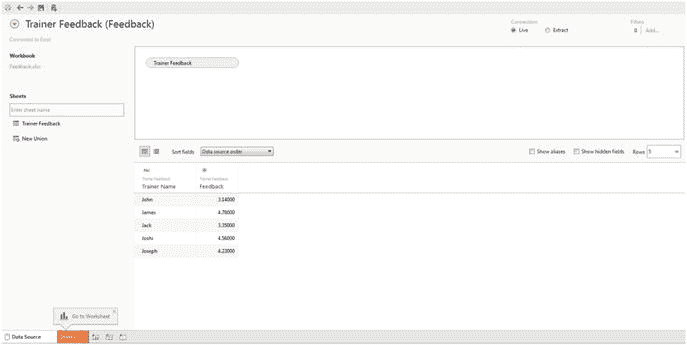 Trainer Feedback (Feedback)
Connection
Live
Extract
Filters
0
Add...
Connected to Excel
Workbook
Feedback.xlsx
Sheets
Enter sheet name
Trainer Feedback
New Union
Trainer Feedback
Sort fields
Data source order
Show aliases
Show hidden fields
Rows
5
Abc
Trainer Feedback
Trainer Feedback
Trainer Name
Feedback
John 3.14000
James 4.76000
Jack 3.35000
Joshi 4.56000
Joseph 4.23000
Go to Worksheet
Data Source